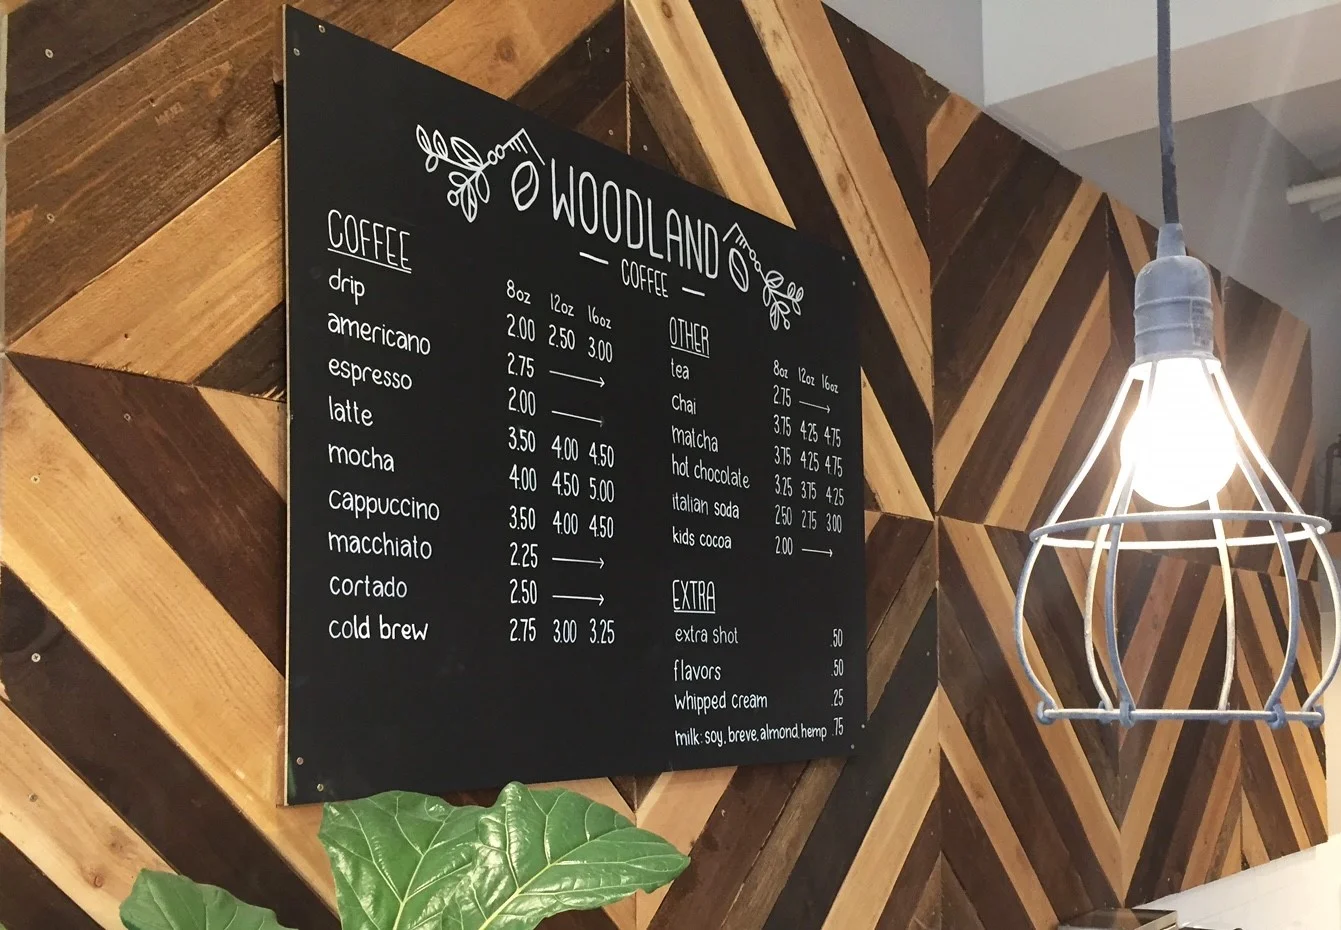 WOODLAND
COFFEE
COFFEE
8oz 12oz 16oz
drip 2.00 2.50 3.00
americano 2.75
espresso 2.00
latte 3.50 4.00 4.50
mocha 4.00 4.50 5.00
cappuccino 3.50 4.00 4.50
macchiato 2.25
cortado 2.50
cold brew 2.75 3.00 3.25
OTHER
8oz 12oz 16oz
tea 2.75
chai 3.75 4.25 4.75
matcha 3.75 4.25 4.75
hot chocolate 3.25 3.75 4.25
italian soda 2.50 2.75 3.00
kids cocoa 2.00
EXTRA
extra shot .50
flavors .50
whipped cream .25
milk: soy, breve, almond, hemp .75